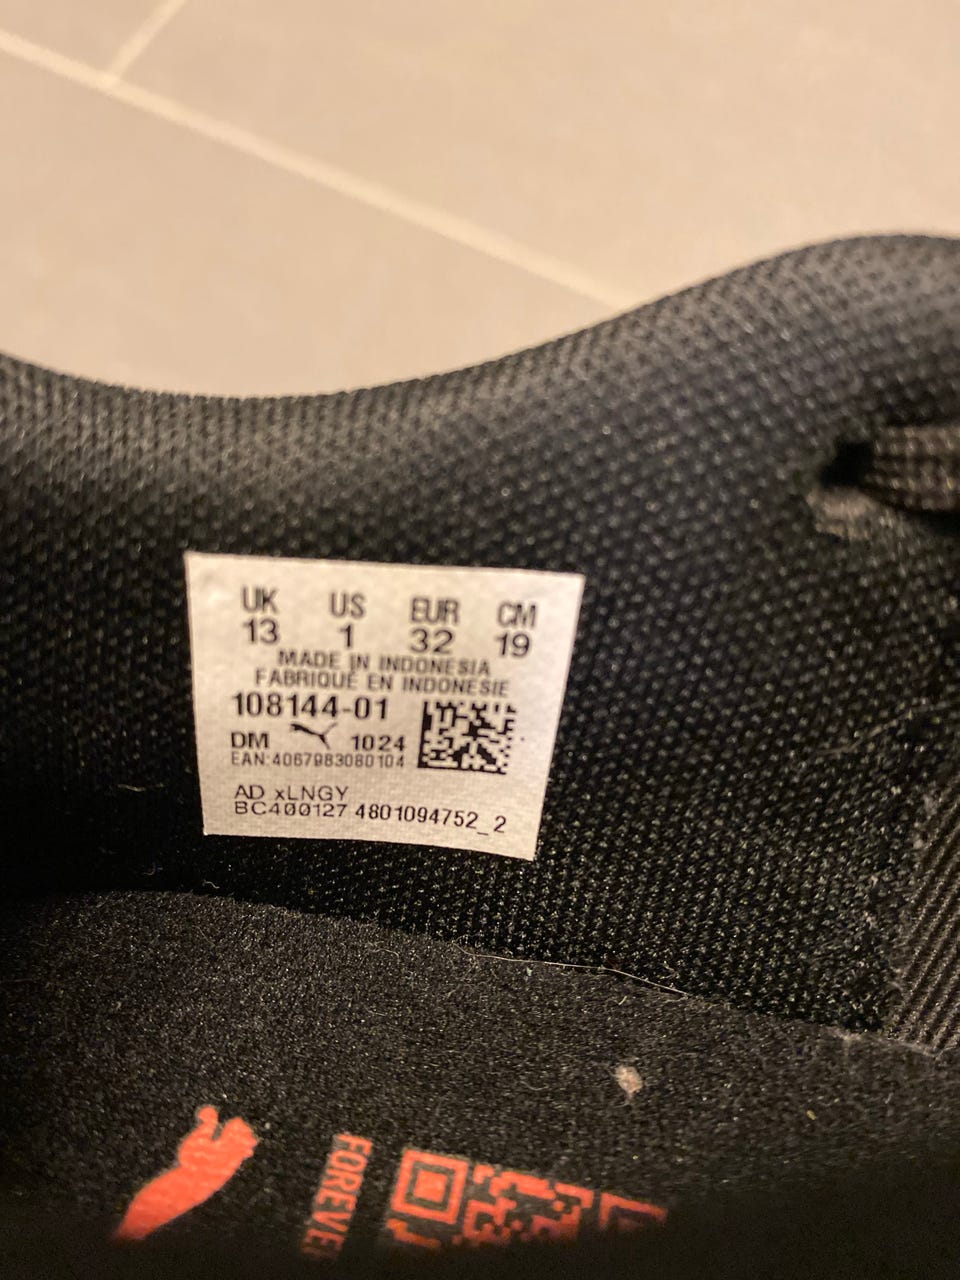 UK US EUR CM
13 1 32 19
MADE IN INDONESIA
FABRIQUÉ EN INDONESIE
108144-01
DM 1024
EAN:4067983080104
AD xLNGY
BC400127 4801094752_2